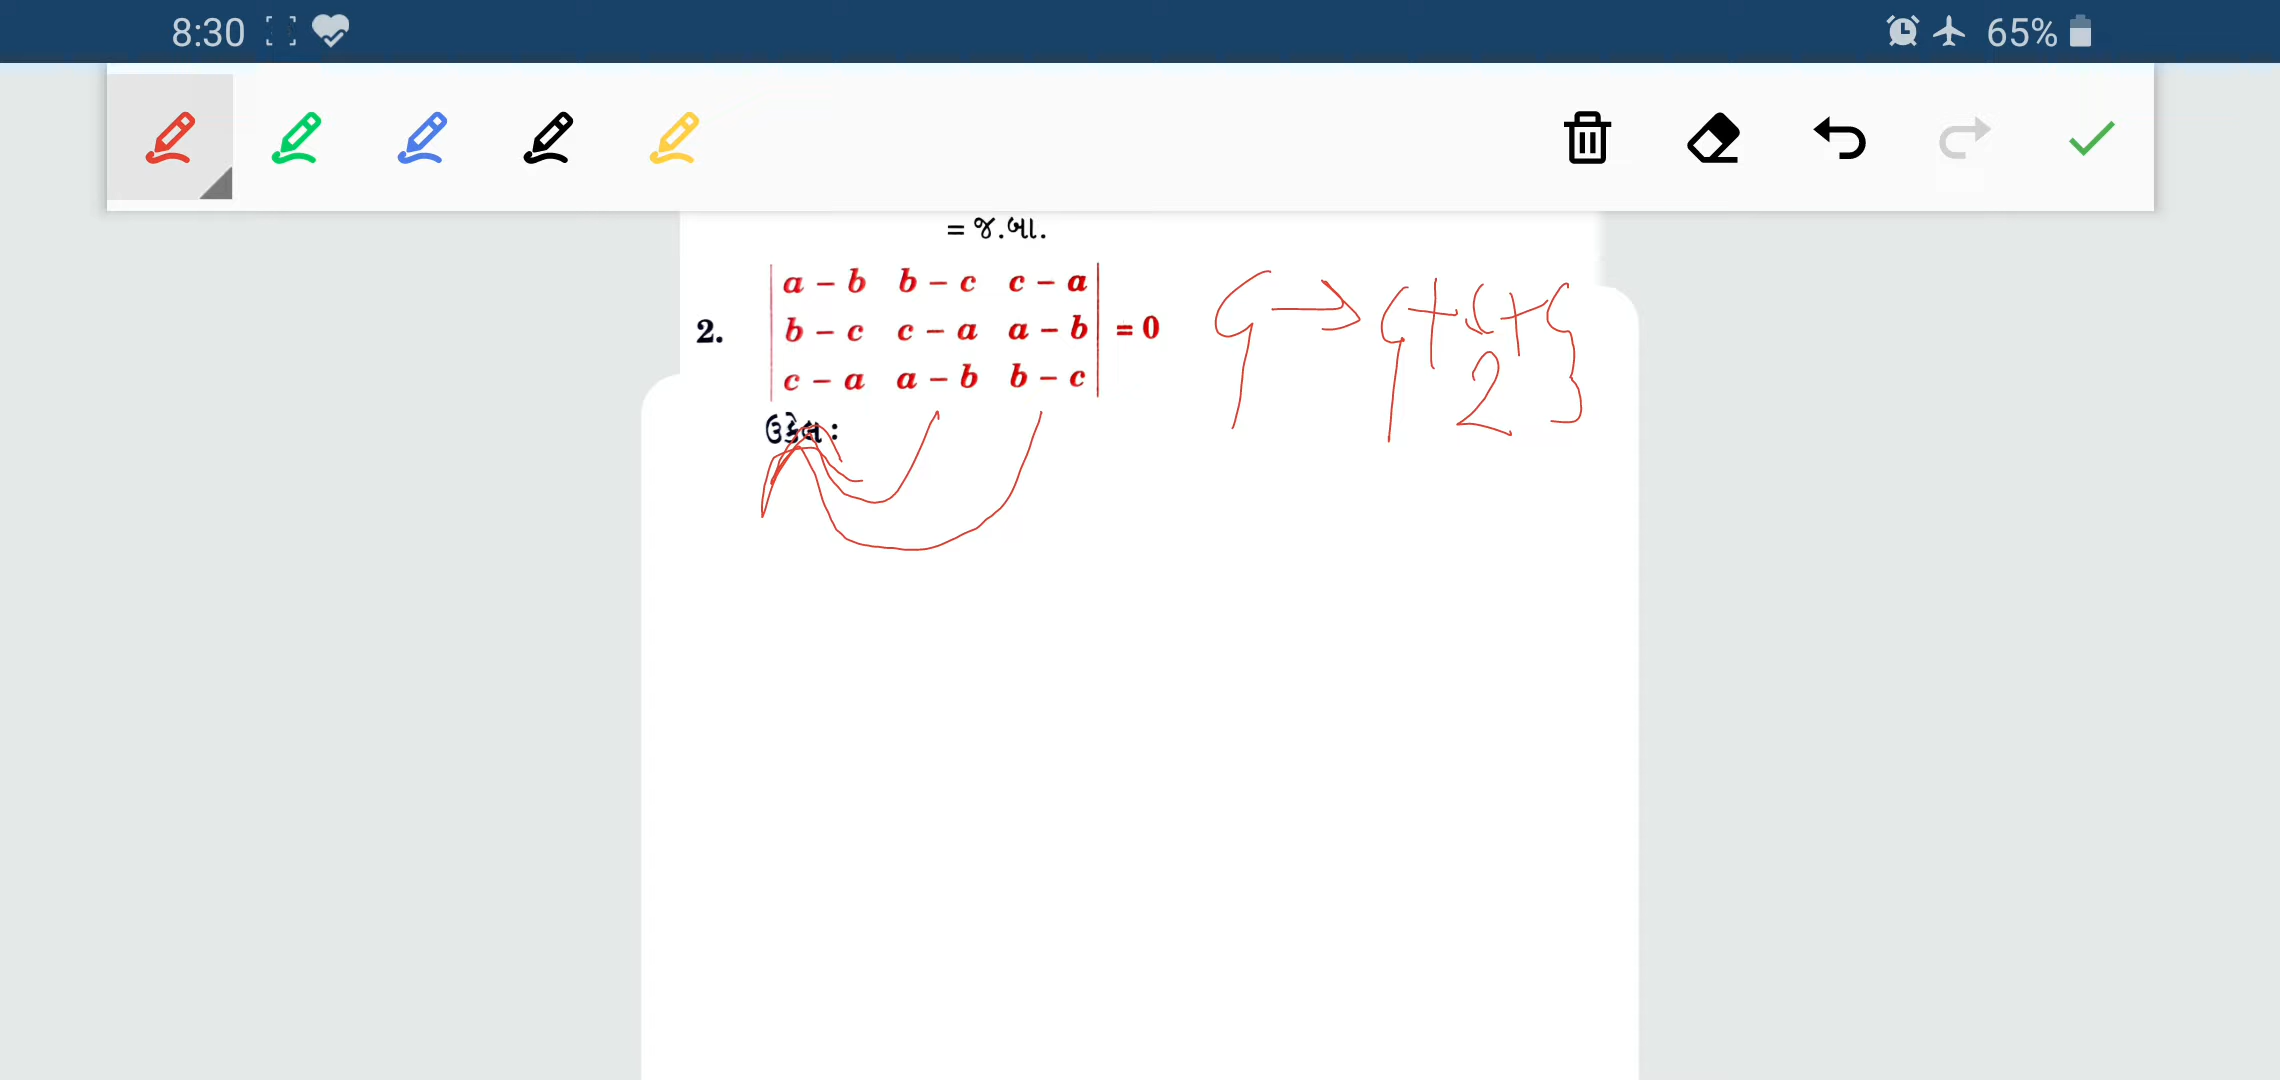 8:30 65%
= જ.બા.
2. | a − b b − c c − a |
| b − c c − a a − b | = 0
| c − a a − b b − c |
ઉકેલ :
C1 → C1 + C2 + C3